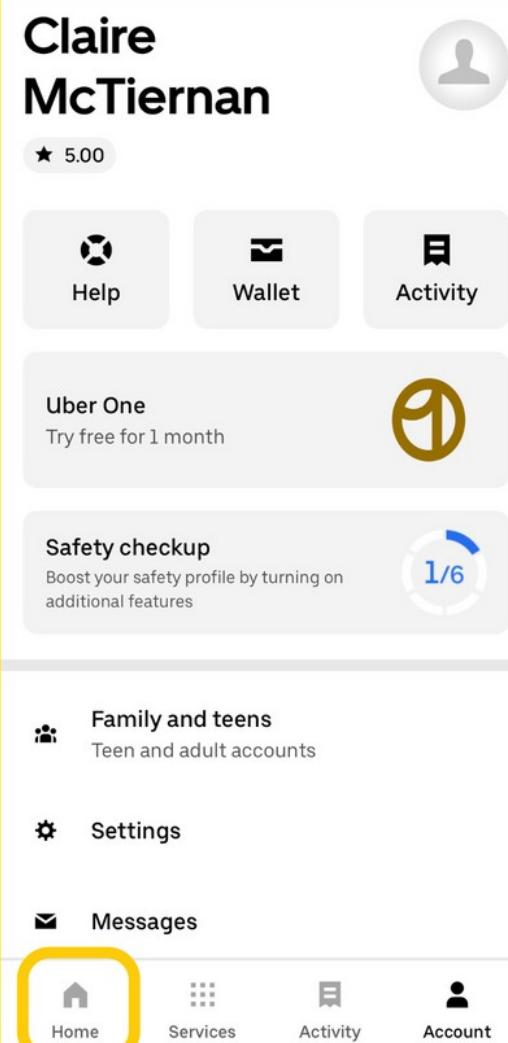 Claire
McTiernan
★ 5.00
Help Wallet Activity
Uber One
Try free for 1 month
Safety checkup
Boost your safety profile by turning on
additional features
1/6
Family and teens
Teen and adult accounts
Settings
Messages
Home Services Activity Account